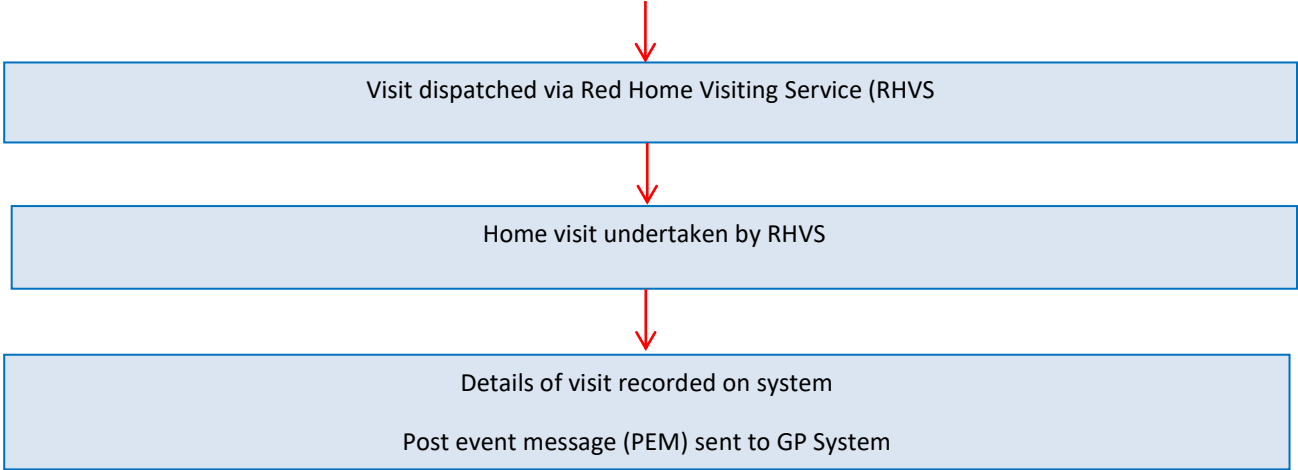 Visit dispatched via Red Home Visiting Service (RHVS
Home visit undertaken by RHVS
Details of visit recorded on system
Post event message (PEM) sent to GP System